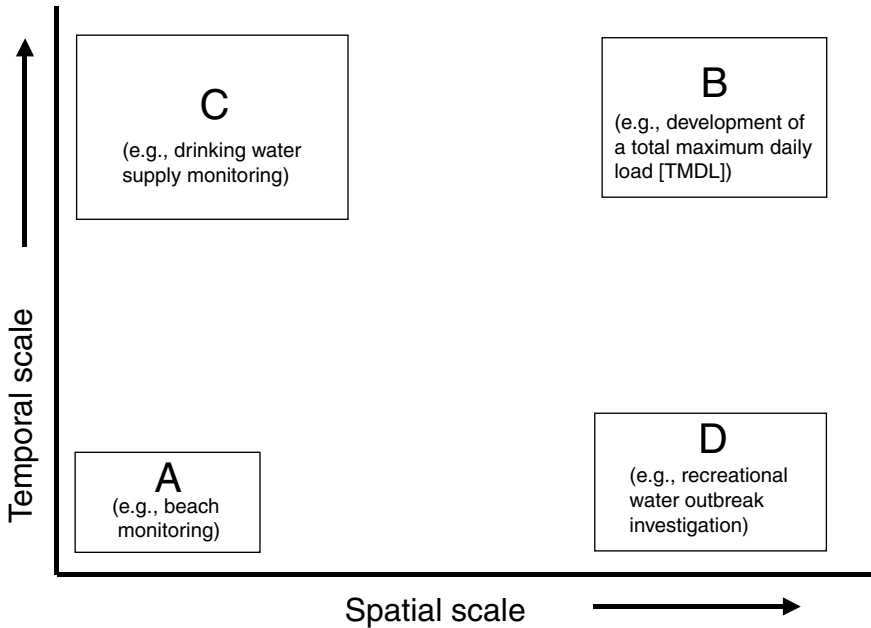 C
(e.g., drinking water
supply monitoring)
B
(e.g., development of
a total maximum daily
load [TMDL])
Temporal scale
A
(e.g., beach
monitoring)
D
(e.g., recreational
water outbreak
investigation)
Spatial scale